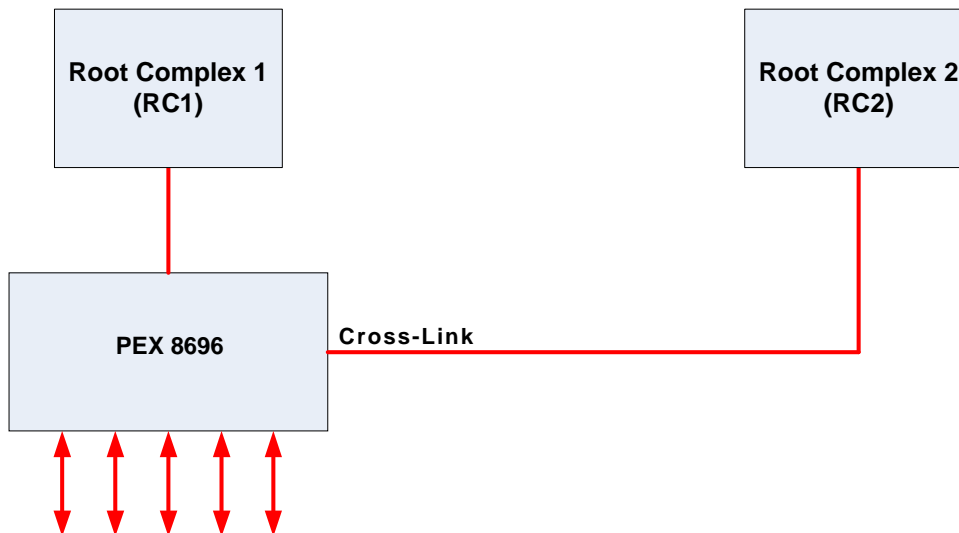 Root Complex 1
(RC1)
Root Complex 2
(RC2)
PEX 8696
Cross-Link